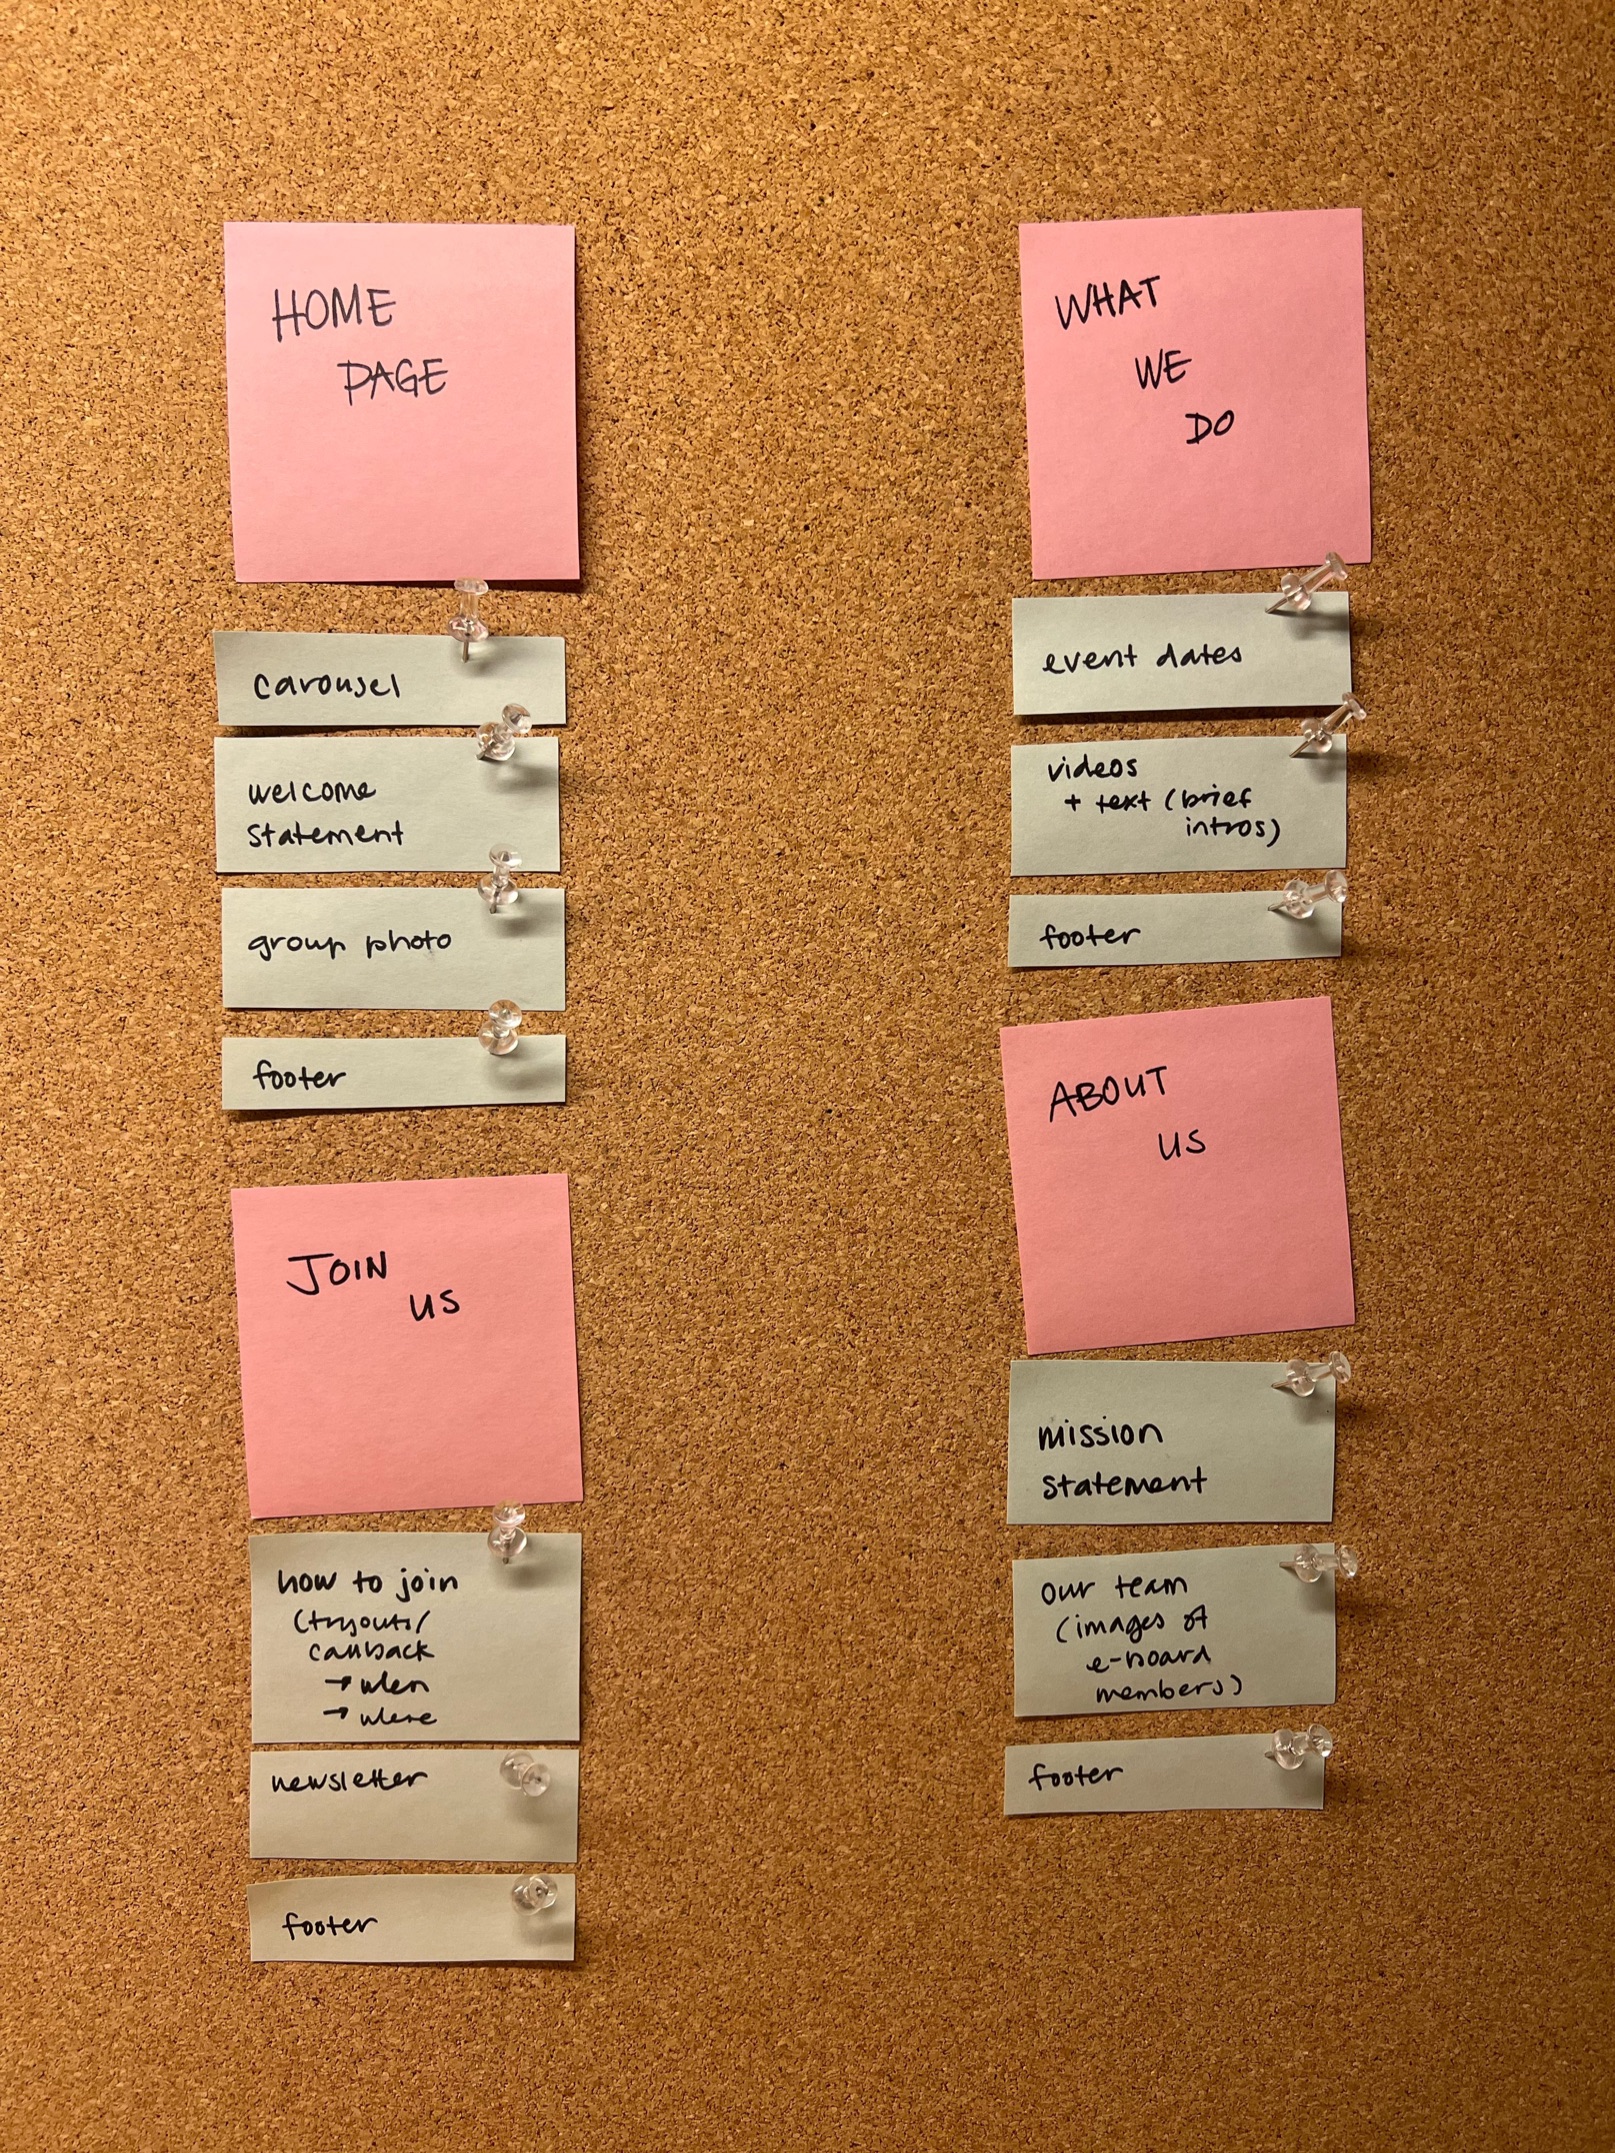 HOME
PAGE
carousel
welcome
statement
group photo
footer
JOIN
US
how to join
(tryouts/
callback
→ when
→ where
newsletter
footer
WHAT
WE
DO
event dates
videos
+ text (brief
intros)
footer
ABOUT
US
mission
statement
our team
(images of
e-board
members)
footer